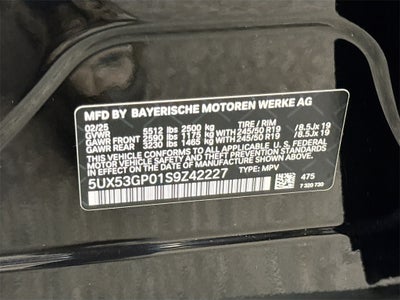 MFD BY BAYERISCHE MOTOREN WERKE AG
02/25 TIRE / RIM
GVWR 5512 lbs 2500 kg
GAWR FRONT 2590 lbs 1175 kg WITH 245/50 R19 / 8.5Jx 19
GAWR REAR 3230 lbs 1465 kg WITH 245/50 R19 / 8.5Jx 19
THIS VEHICLE CONFORMS TO ALL APPLICABLE U.S. FEDERAL
MOTOR VEHICLE SAFETY AND THEFT PREVENTION
STANDARDS IN EFFECT ON THE DATE OF MANUFACTURE
SHOWN ABOVE.
5UX53GP01S9Z42227 TYPE: MPV
475
7 320 730